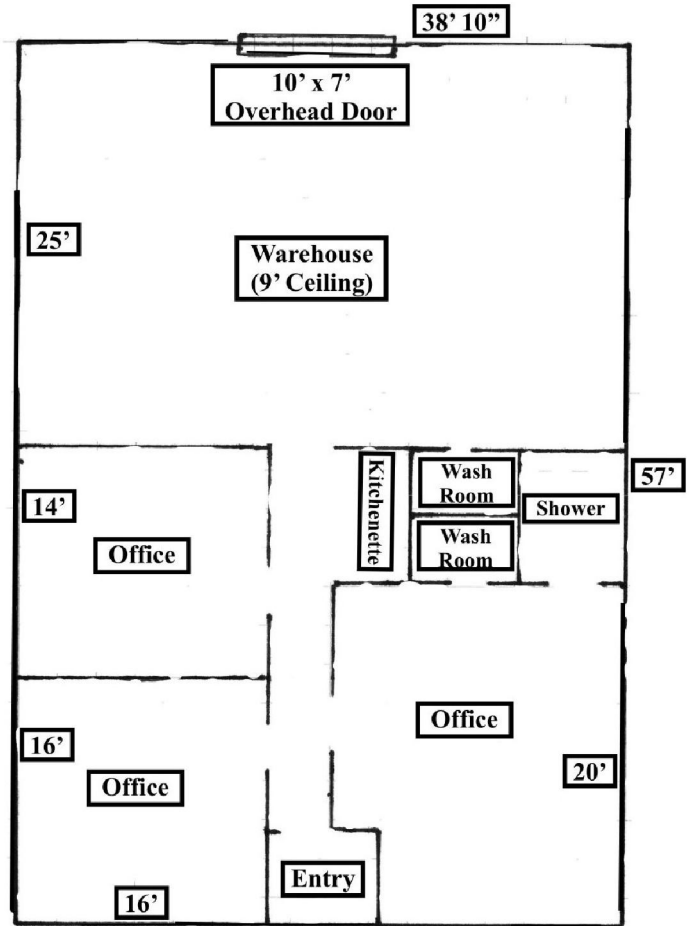 38’ 10”
10’ x 7’
Overhead Door
25’
Warehouse
(9’ Ceiling)
Kitchenette
Wash
Room
57’
14’
Shower
Office
Wash
Room
Office
16’
20’
Office
Entry
16’